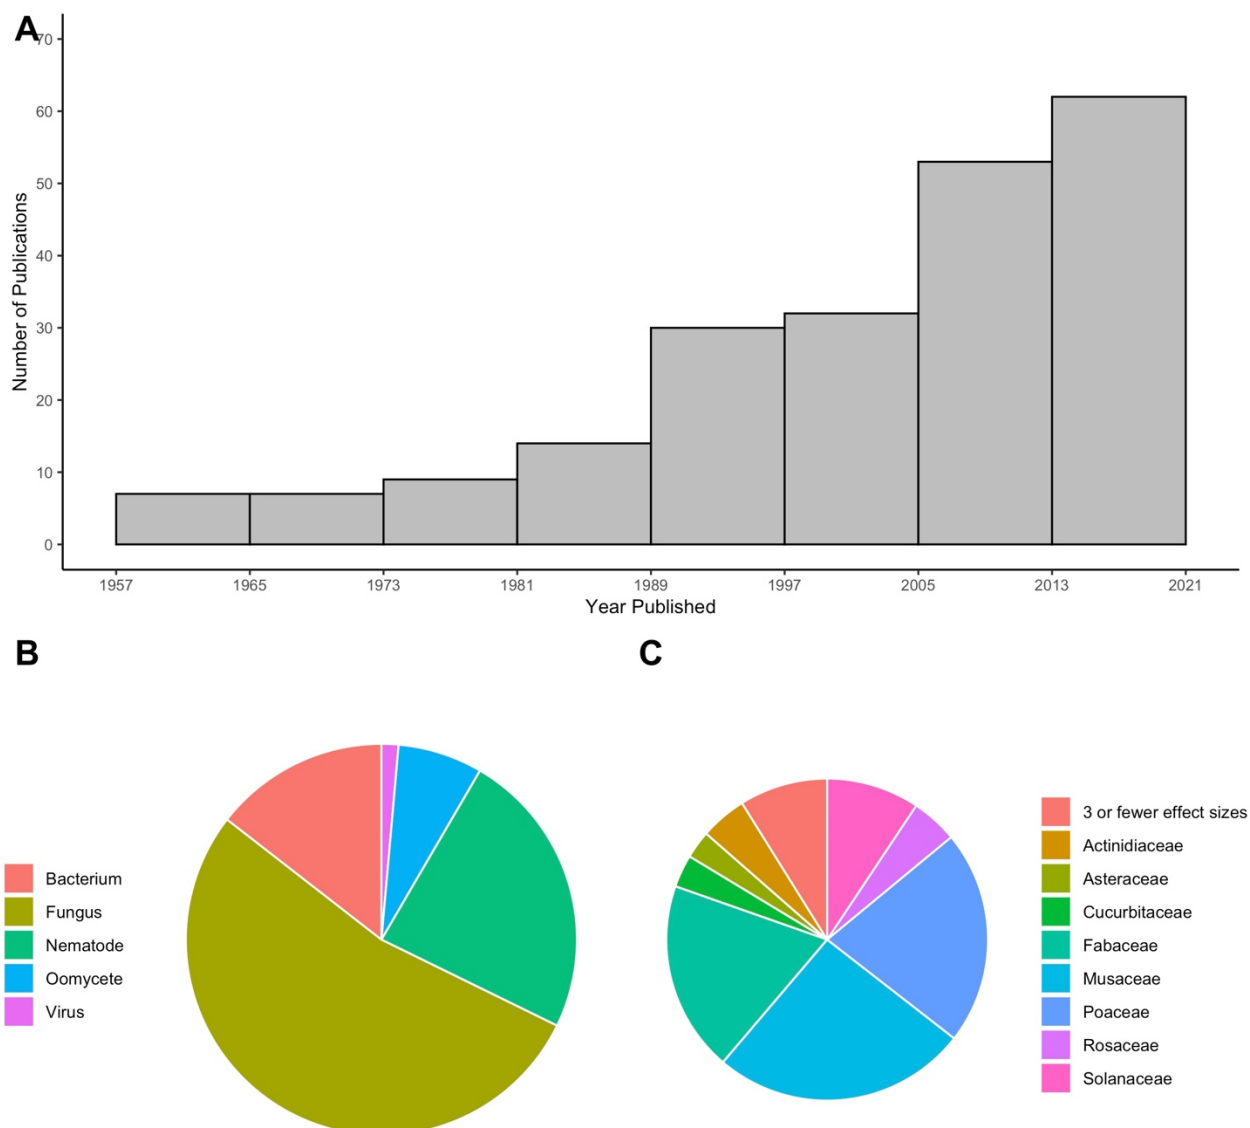 A
70
60
50
40
30
20
10
0
Number of Publications
1957 1965 1973 1981 1989 1997 2005 2013 2021
Year Published
B
Bacterium
Fungus
Nematode
Oomycete
Virus
C
3 or fewer effect sizes
Actinidiaceae
Asteraceae
Cucurbitaceae
Fabaceae
Musaceae
Poaceae
Rosaceae
Solanaceae